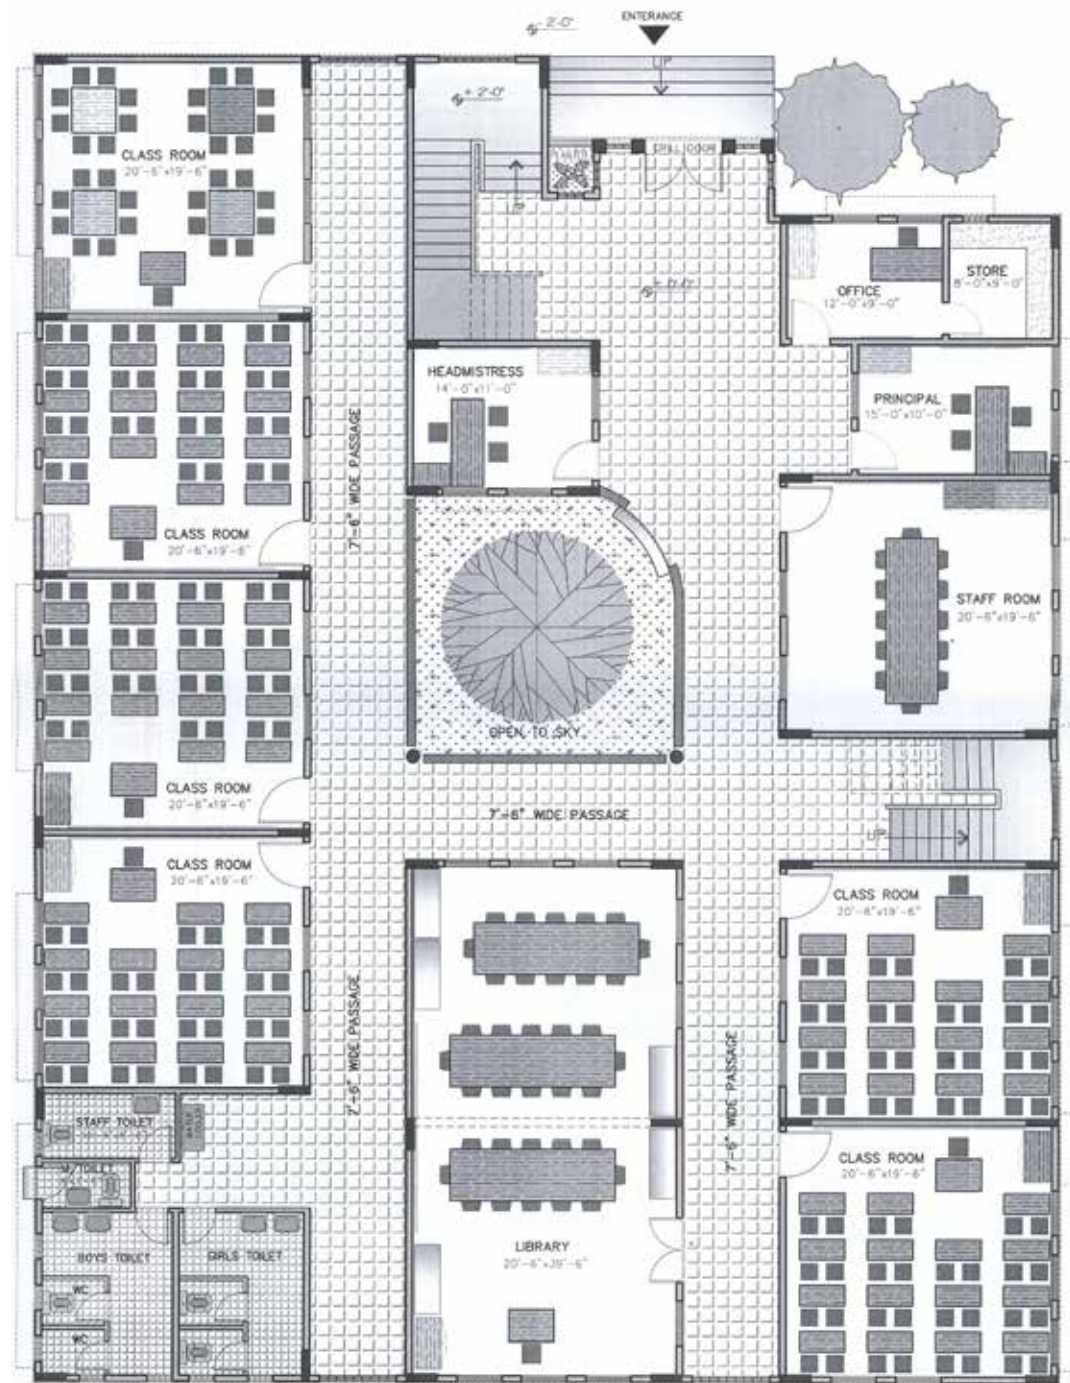 ENTERANCE
-2'-0"
UP
+2'-0"
GRILL DOOR
CLASS ROOM
20'-6"x19'-6"
STORE
8'-0"x9'-0"
OFFICE
12'-0"x9'-0"
HEADMISTRESS
14'-0"x11'-0"
PRINCIPAL
15'-0"x10'-0"
7'-6" WIDE PASSAGE
CLASS ROOM
20'-6"x19'-6"
STAFF ROOM
20'-6"x19'-6"
OPEN TO SKY
CLASS ROOM
20'-6"x19'-6"
7'-6" WIDE PASSAGE
UP
CLASS ROOM
20'-6"x19'-6"
CLASS ROOM
20'-6"x19'-6"
7'-6" WIDE PASSAGE
7'-6" WIDE PASSAGE
STAFF TOILET
WATER
COOLER
CLASS ROOM
20'-6"x19'-6"
BOYS TOILET
GIRLS TOILET
LIBRARY
20'-6"x39'-6"
WC
WC